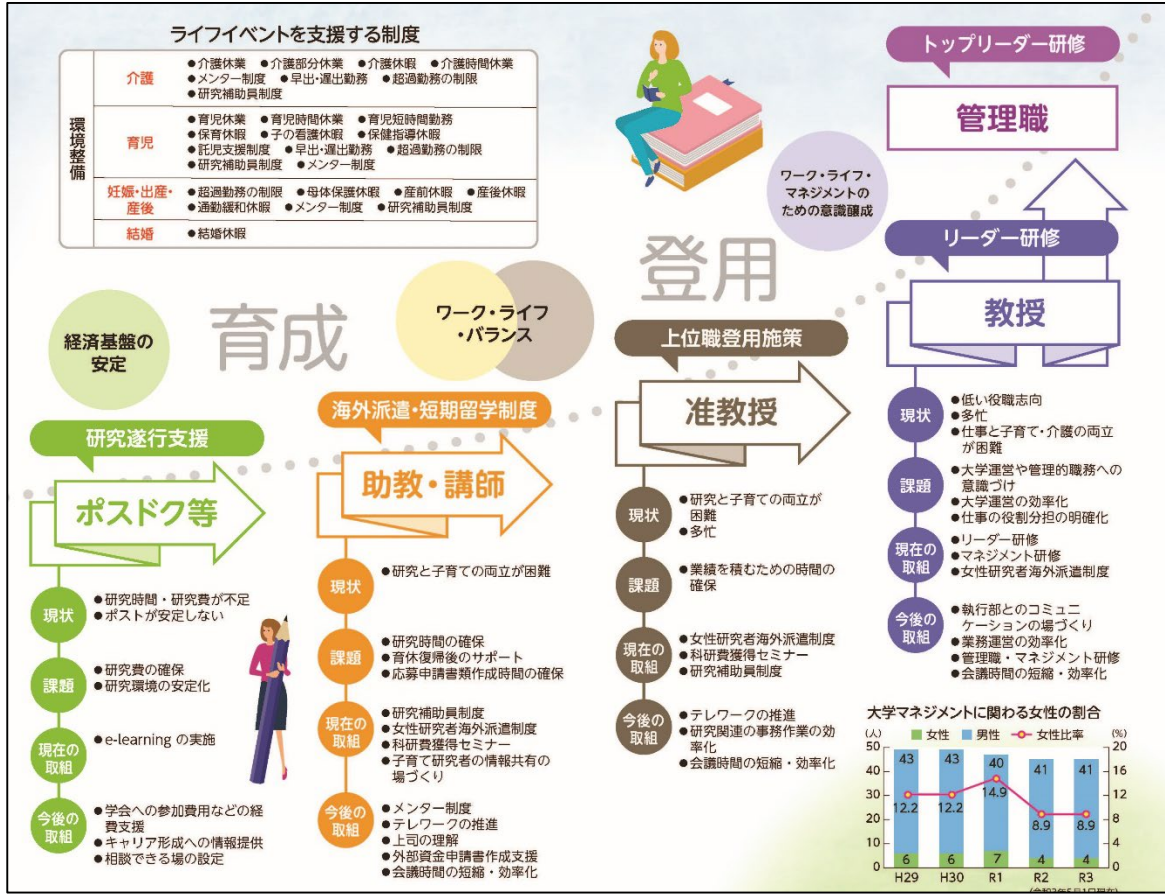 ライフイベントを支援する制度
環境整備
介護
●介護休業 ●介護部分休業 ●介護休暇 ●介護時間休業
●メンター制度 ●早出・遅出勤務 ●超過勤務の制限
●研究補助員制度
育児
●育児休業 ●育児時間休業 ●育児短時間勤務
●保育休暇 ●子の看護休暇 ●保健指導休暇
●託児支援制度 ●早出・遅出勤務 ●超過勤務の制限
●研究補助員制度 ●メンター制度
妊娠・出産・
産後
●超過勤務の制限 ●母体保護休暇 ●産前休暇 ●産後休暇
●通勤緩和休暇 ●メンター制度 ●研究補助員制度
結婚
●結婚休暇
トップリーダー研修
管理職
ワーク・ライフ・
マネジメントの
ための意識醸成
登用
育成
経済基盤の
安定
ワーク・ライフ
・バランス
研究遂行支援
ポスドク等
現状
●研究時間・研究費が不足
●ポストが安定しない
課題
●研究費の確保
●研究環境の安定化
現在の
取組
●e-learning の実施
今後の
取組
●学会への参加費用などの経
費支援
●キャリア形成への情報提供
●相談できる場の設定
海外派遣・短期留学制度
助教・講師
現状
●研究と子育ての両立が困難
課題
●研究時間の確保
●育休復帰後のサポート
●応募申請書類作成時間の確保
現在の
取組
●研究補助員制度
●女性研究者海外派遣制度
●科研費獲得セミナー
●子育て研究者の情報共有の
場づくり
今後の
取組
●メンター制度
●テレワークの推進
●上司の理解
●外部資金申請書作成支援
●会議時間の短縮・効率化
上位職登用施策
准教授
現状
●研究と子育ての両立が
困難
●多忙
課題
●業績を積むための時間の
確保
現在の
取組
●女性研究者海外派遣制度
●科研費獲得セミナー
●研究補助員制度
今後の
取組
●テレワークの推進
●研究関連の事務作業の効
率化
●会議時間の短縮・効率化
リーダー研修
教授
現状
●低い役職志向
●多忙
●仕事と子育て・介護の両立
が困難
課題
●大学運営や管理的職務への
意識づけ
●大学運営の効率化
●仕事の役割分担の明確化
現在の
取組
●リーダー研修
●マネジメント研修
●女性研究者海外派遣制度
今後の
取組
●執行部とのコミュニ
ケーションの場づくり
●業務運営の効率化
●管理職・マネジメント研修
●会議時間の短縮・効率化
大学マネジメントに関わる女性の割合
(人) 女性 男性 女性比率 (%)
50 20
43 43 40 41 41
40 16
14.9
30 12
12.2 12.2
8.9 8.9
20 8
10 4
6 6 7 4 4
0 0
H29 H30 R1 R2 R3
(令和3年5月1日現在)